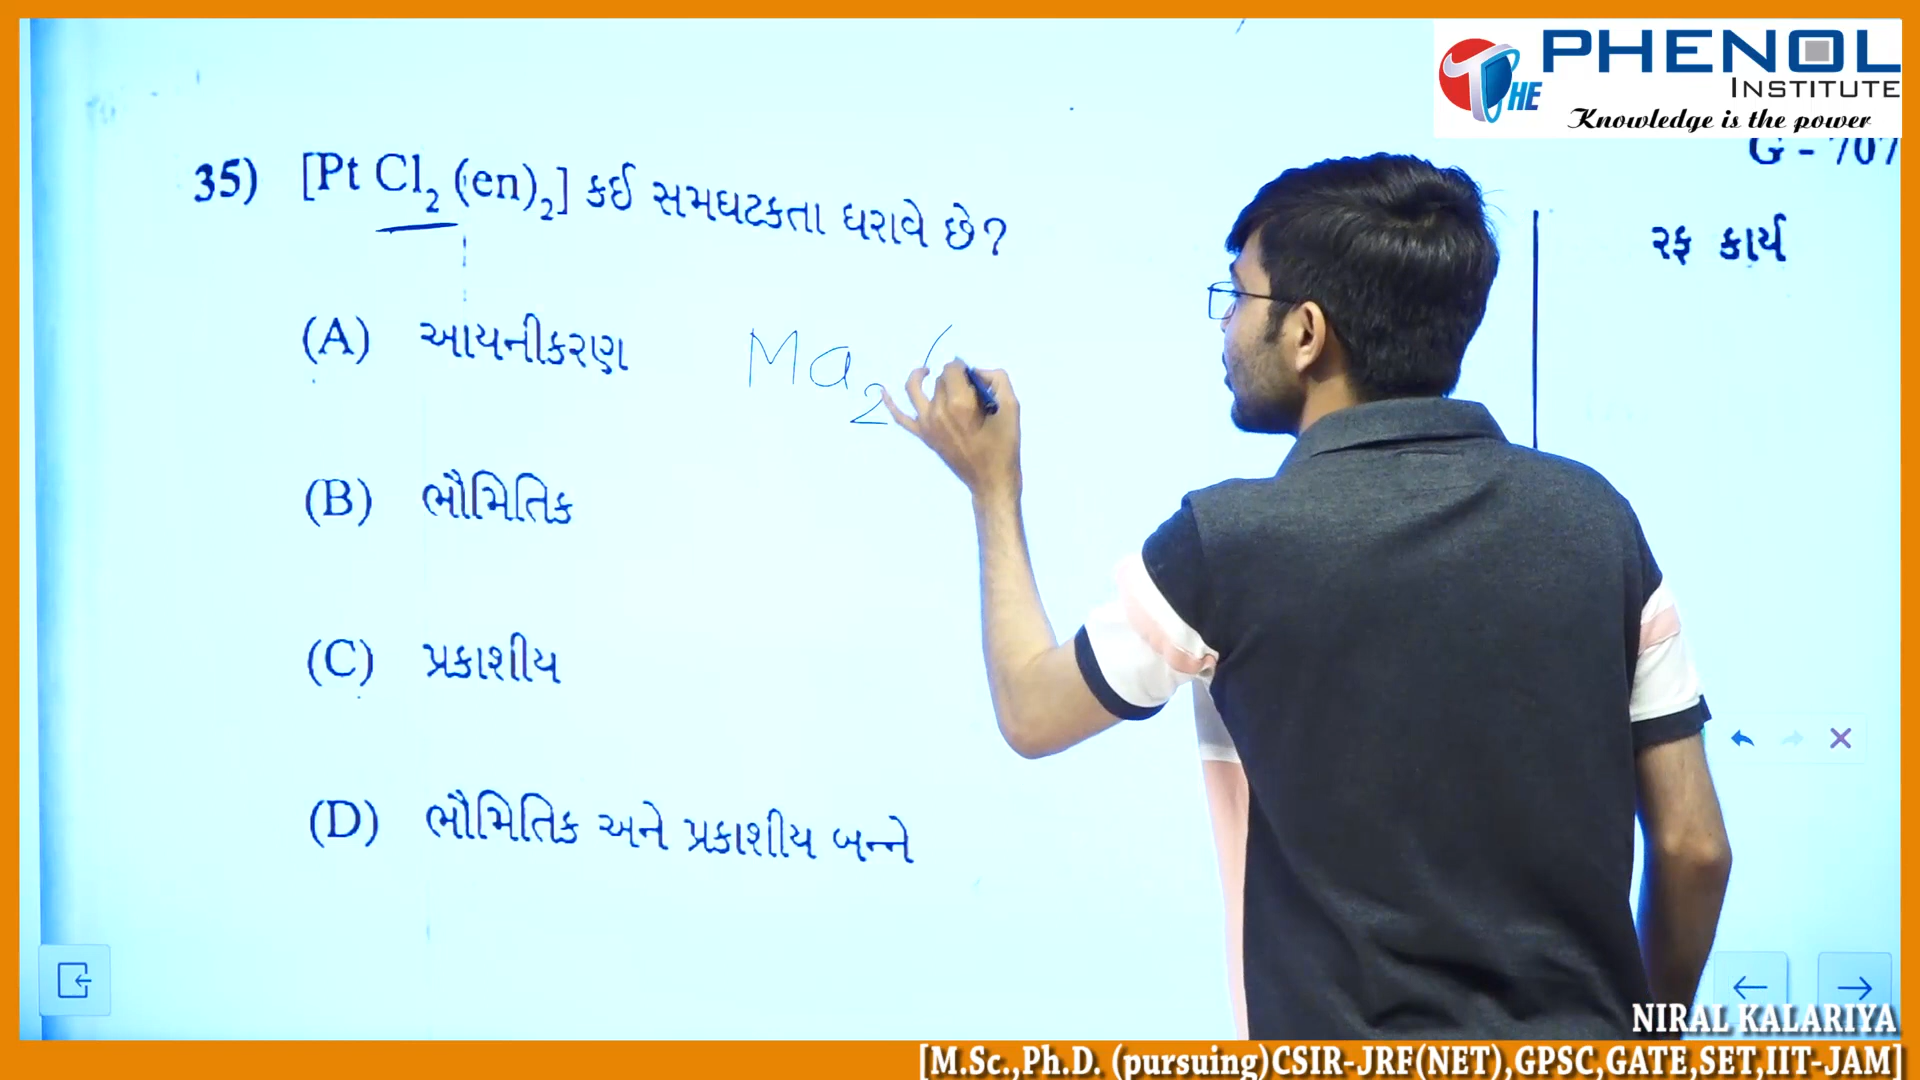 THE PHENOL
INSTITUTE
Knowledge is the power
G - 707
35) [Pt Cl₂ (en)₂] કઈ સમઘટકતા ધરાવે છે?
રફ કાર્ય
(A) આયનીકરણ
Ma₂(
(B) ભૌમિતિક
(C) પ્રકાશીય
(D) ભૌમિતિક અને પ્રકાશીય બન્ને
NIRAL KALARIYA
[M.Sc.,Ph.D. (pursuing)CSIR-JRF(NET),GPSC,GATE,SET,IIT-JAM]